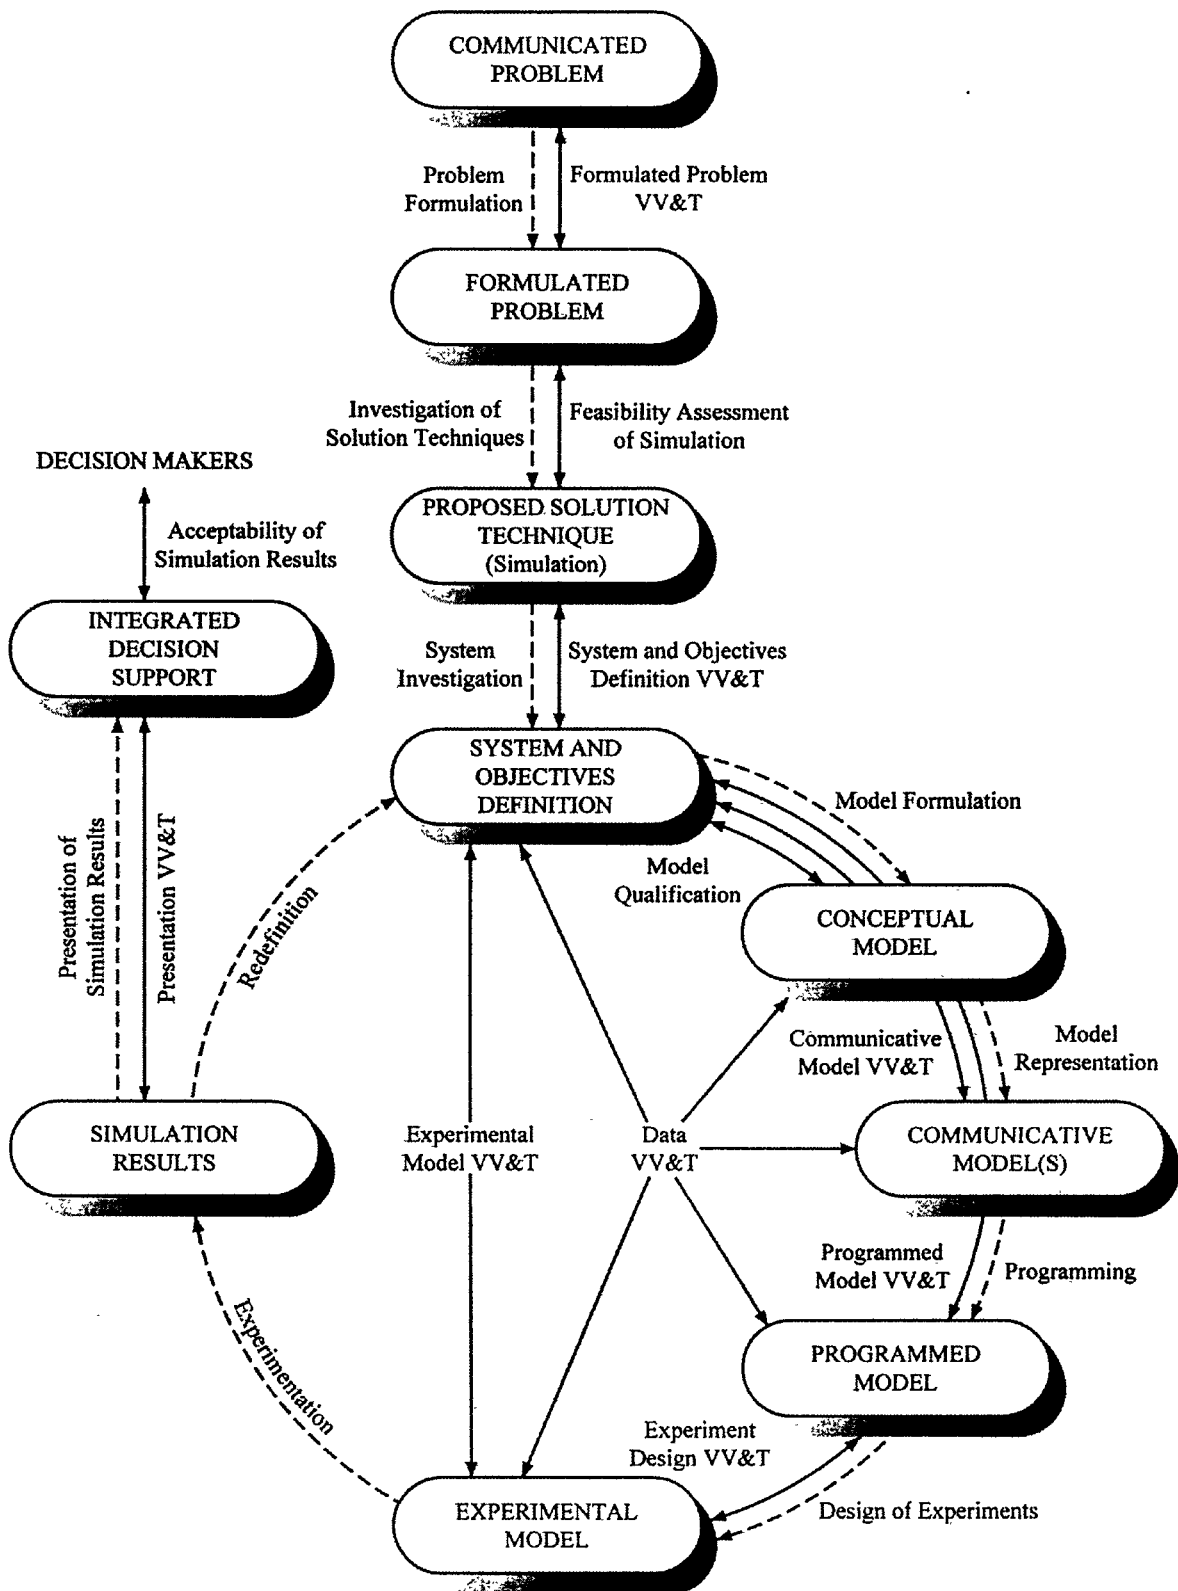 COMMUNICATED
PROBLEM
Problem
Formulation
Formulated Problem
VV&T
FORMULATED
PROBLEM
Investigation of
Solution Techniques
Feasibility Assessment
of Simulation
DECISION MAKERS
Acceptability of
Simulation Results
PROPOSED SOLUTION
TECHNIQUE
(Simulation)
INTEGRATED
DECISION
SUPPORT
System
Investigation
System and Objectives
Definition VV&T
SYSTEM AND
OBJECTIVES
DEFINITION
Model Formulation
Model
Qualification
Presentation of
Simulation Results
Presentation VV&T
Redefinition
CONCEPTUAL
MODEL
Communicative
Model VV&T
Model
Representation
SIMULATION
RESULTS
Experimental
Model VV&T
Data
VV&T
COMMUNICATIVE
MODEL(S)
Programmed
Model VV&T
Programming
Experimentation
PROGRAMMED
MODEL
Experiment
Design VV&T
Design of Experiments
EXPERIMENTAL
MODEL